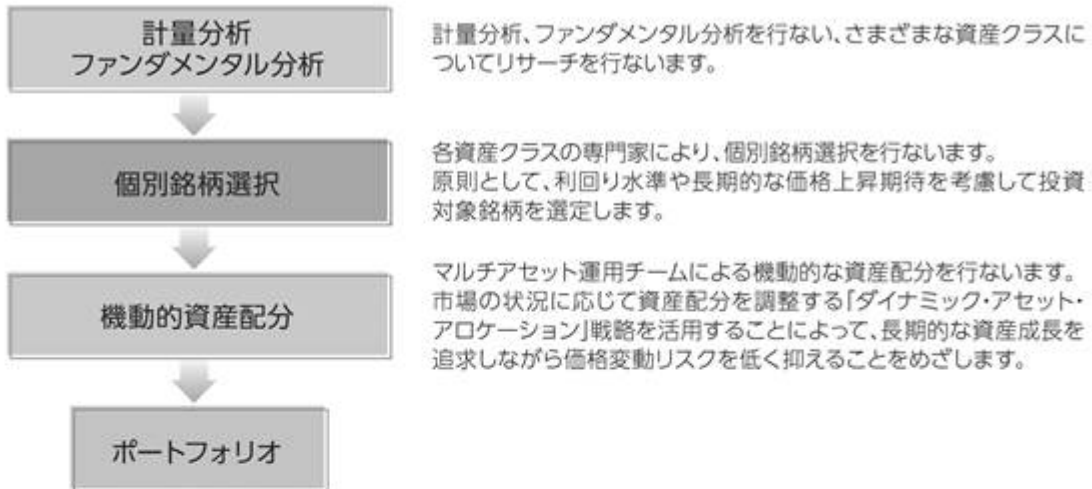 計量分析
ファンダメンタル分析
計量分析、ファンダメンタル分析を行ない、さまざまな資産クラスに
ついてリサーチを行ないます。
個別銘柄選択
各資産クラスの専門家により、個別銘柄選択を行ないます。
原則として、利回り水準や長期的な価格上昇期待を考慮して投資
対象銘柄を選定します。
機動的資産配分
マルチアセット運用チームによる機動的な資産配分を行ないます。
市場の状況に応じて資産配分を調整する「ダイナミック・アセット・
アロケーション」戦略を活用することによって、長期的な資産成長を
追求しながら価格変動リスクを低く抑えることをめざします。
ポートフォリオ